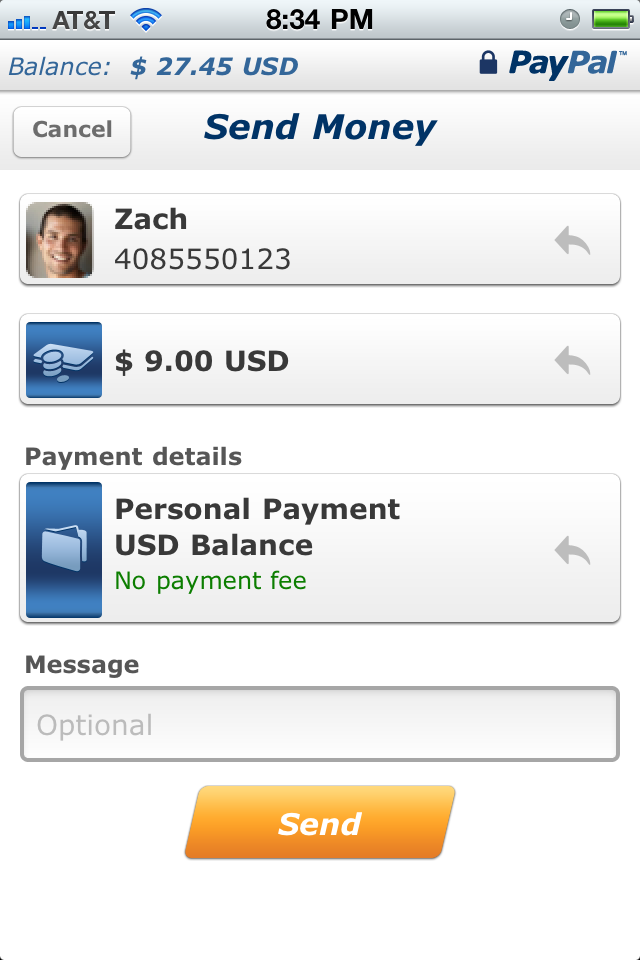 AT&T 8:34 PM
Balance: $ 27.45 USD PayPal™
Cancel Send Money
Zach
4085550123
$ 9.00 USD
Payment details
Personal Payment
USD Balance
No payment fee
Message
Optional
Send